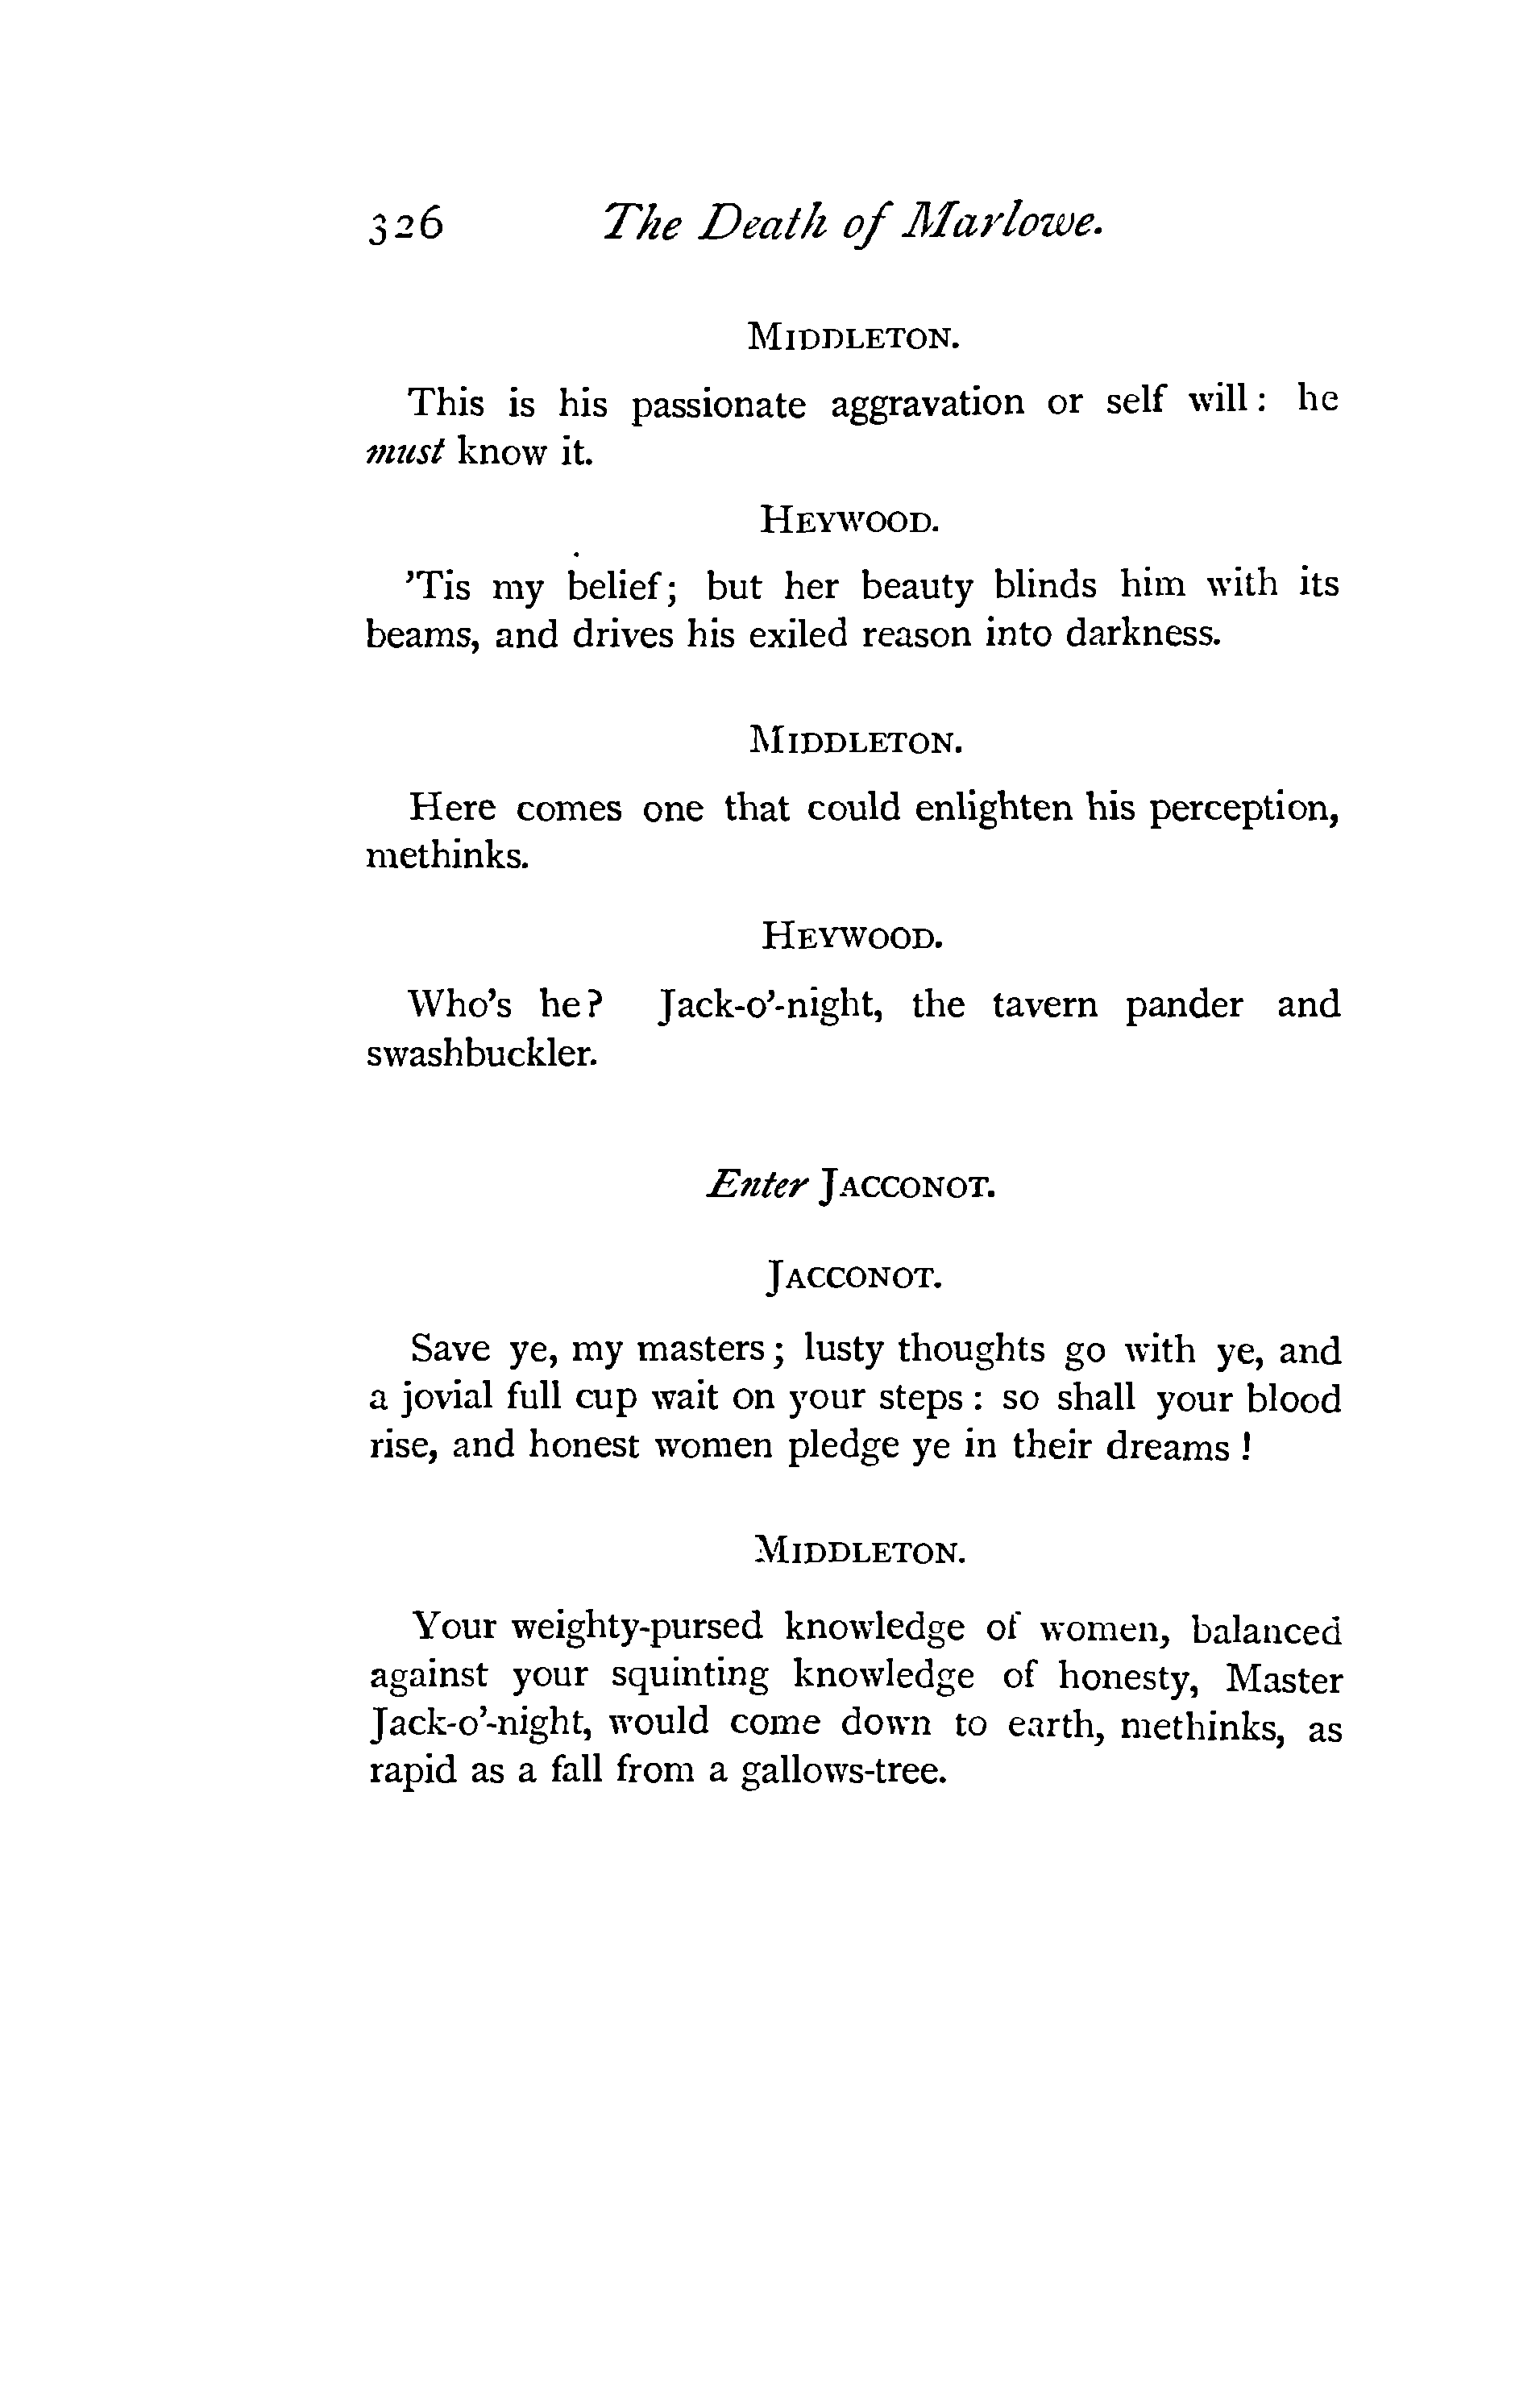 326 The Death of Marlowe.
MIDDLETON.
This is his passionate aggravation or self will: he
must know it.
HEYWOOD.
'Tis my belief; but her beauty blinds him with its
beams, and drives his exiled reason into darkness.
MIDDLETON.
Here comes one that could enlighten his perception,
methinks.
HEYWOOD.
Who's he? Jack-o'-night, the tavern pander and
swashbuckler.
Enter JACCONOT.
JACCONOT.
Save ye, my masters; lusty thoughts go with ye, and
a jovial full cup wait on your steps: so shall your blood
rise, and honest women pledge ye in their dreams!
MIDDLETON.
Your weighty-pursed knowledge of women, balanced
against your squinting knowledge of honesty, Master
Jack-o'-night, would come down to earth, methinks, as
rapid as a fall from a gallows-tree.